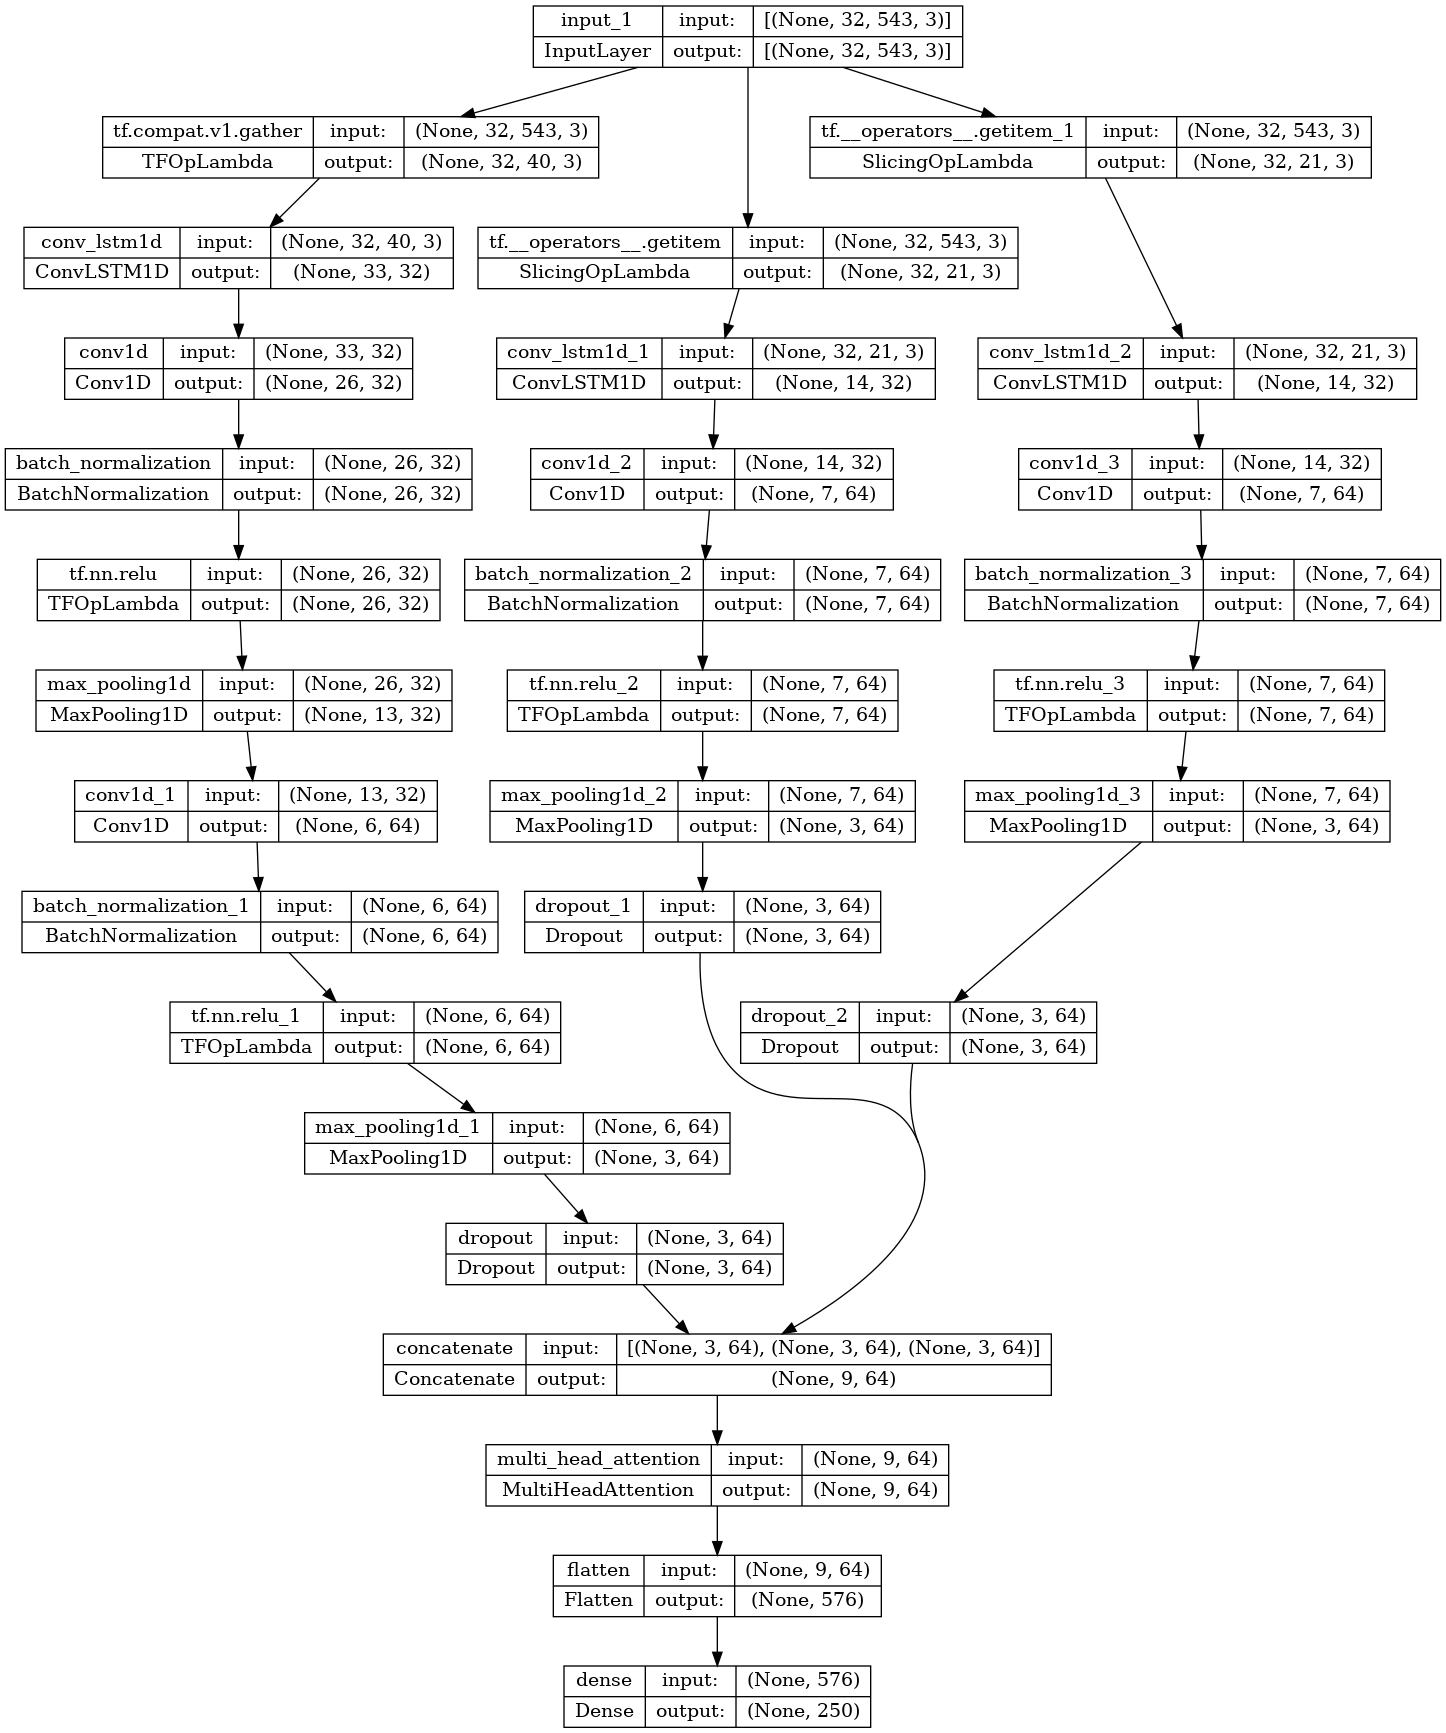 input_1 input: [(None, 32, 543, 3)]
InputLayer output: [(None, 32, 543, 3)]
tf.compat.v1.gather input: (None, 32, 543, 3)
TFOpLambda output: (None, 32, 40, 3)
tf.__operators__.getitem_1 input: (None, 32, 543, 3)
SlicingOpLambda output: (None, 32, 21, 3)
conv_lstm1d input: (None, 32, 40, 3)
ConvLSTM1D output: (None, 33, 32)
tf.__operators__.getitem input: (None, 32, 543, 3)
SlicingOpLambda output: (None, 32, 21, 3)
conv1d input: (None, 33, 32)
Conv1D output: (None, 26, 32)
conv_lstm1d_1 input: (None, 32, 21, 3)
ConvLSTM1D output: (None, 14, 32)
conv_lstm1d_2 input: (None, 32, 21, 3)
ConvLSTM1D output: (None, 14, 32)
batch_normalization input: (None, 26, 32)
BatchNormalization output: (None, 26, 32)
conv1d_2 input: (None, 14, 32)
Conv1D output: (None, 7, 64)
conv1d_3 input: (None, 14, 32)
Conv1D output: (None, 7, 64)
tf.nn.relu input: (None, 26, 32)
TFOpLambda output: (None, 26, 32)
batch_normalization_2 input: (None, 7, 64)
BatchNormalization output: (None, 7, 64)
batch_normalization_3 input: (None, 7, 64)
BatchNormalization output: (None, 7, 64)
max_pooling1d input: (None, 26, 32)
MaxPooling1D output: (None, 13, 32)
tf.nn.relu_2 input: (None, 7, 64)
TFOpLambda output: (None, 7, 64)
tf.nn.relu_3 input: (None, 7, 64)
TFOpLambda output: (None, 7, 64)
conv1d_1 input: (None, 13, 32)
Conv1D output: (None, 6, 64)
max_pooling1d_2 input: (None, 7, 64)
MaxPooling1D output: (None, 3, 64)
max_pooling1d_3 input: (None, 7, 64)
MaxPooling1D output: (None, 3, 64)
batch_normalization_1 input: (None, 6, 64)
BatchNormalization output: (None, 6, 64)
dropout_1 input: (None, 3, 64)
Dropout output: (None, 3, 64)
tf.nn.relu_1 input: (None, 6, 64)
TFOpLambda output: (None, 6, 64)
dropout_2 input: (None, 3, 64)
Dropout output: (None, 3, 64)
max_pooling1d_1 input: (None, 6, 64)
MaxPooling1D output: (None, 3, 64)
dropout input: (None, 3, 64)
Dropout output: (None, 3, 64)
concatenate input: [(None, 3, 64), (None, 3, 64), (None, 3, 64)]
Concatenate output: (None, 9, 64)
multi_head_attention input: (None, 9, 64)
MultiHeadAttention output: (None, 9, 64)
flatten input: (None, 9, 64)
Flatten output: (None, 576)
dense input: (None, 576)
Dense output: (None, 250)